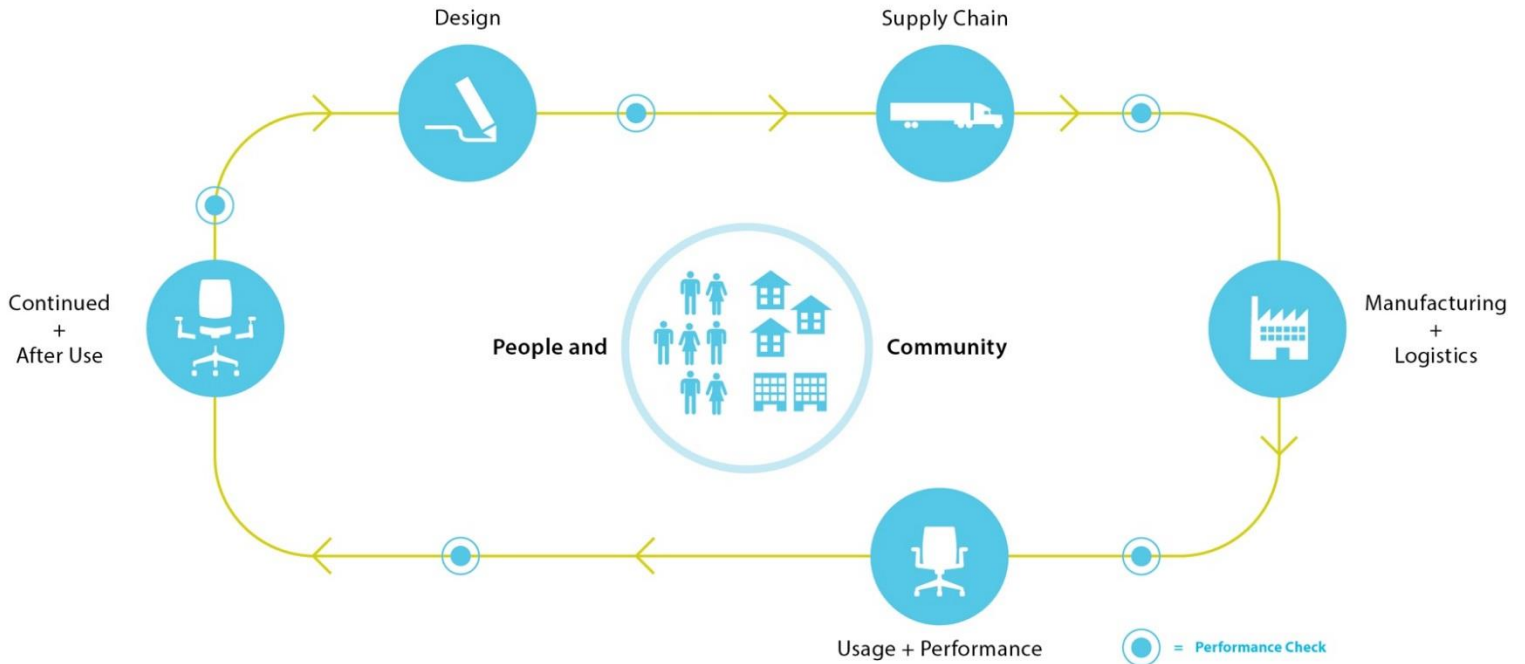 Design
Supply Chain
Continued
+
After Use
People and
Community
Manufacturing
+
Logistics
Usage + Performance
= Performance Check